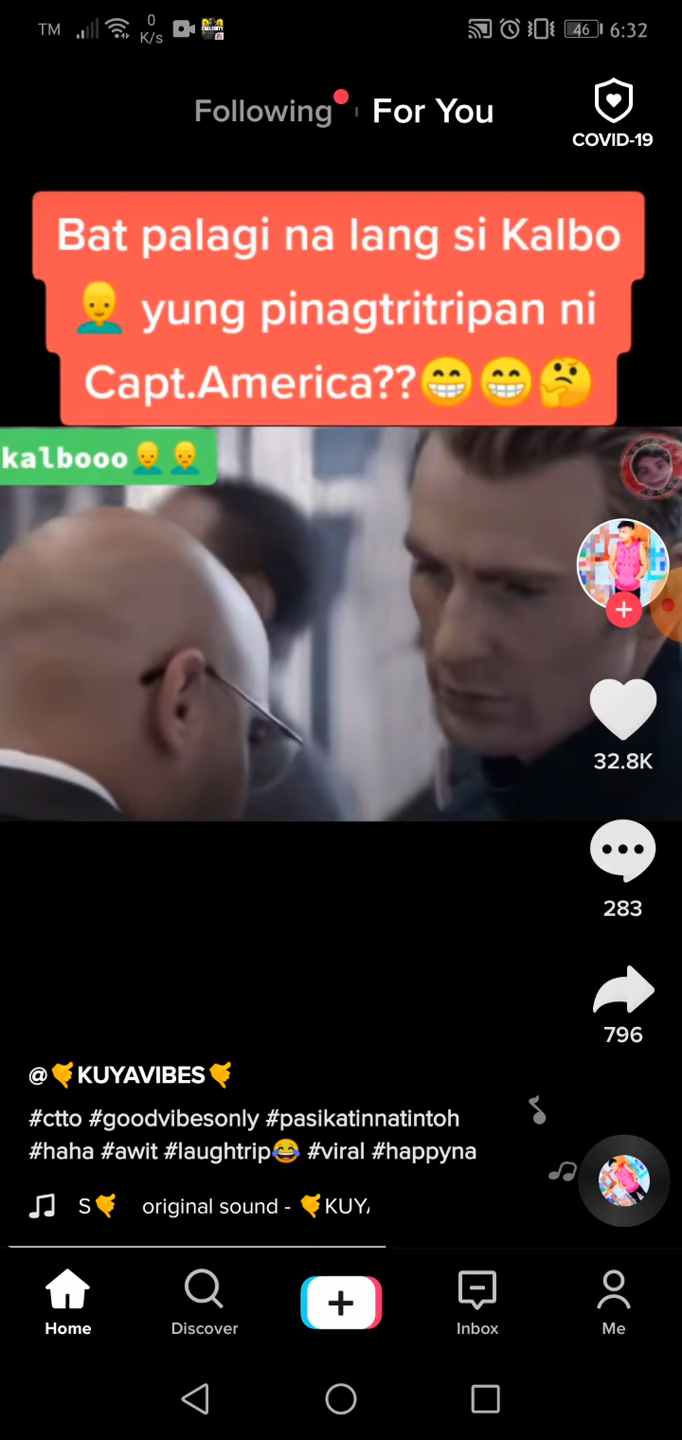 TM 0 K/s 46 6:32
Following For You
COVID-19
Bat palagi na lang si Kalbo
👨‍🦲 yung pinagtritripan ni
Capt.America??😁😁🤔
kalbooo👨‍🦲👨‍🦲
32.8K
283
796
@🤙KUYAVIBES🤙
#ctto #goodvibesonly #pasikatinnatintoh
#haha #awit #laughtrip😂 #viral #happyna
S🤙 original sound - 🤙KUY
Home Discover Inbox Me